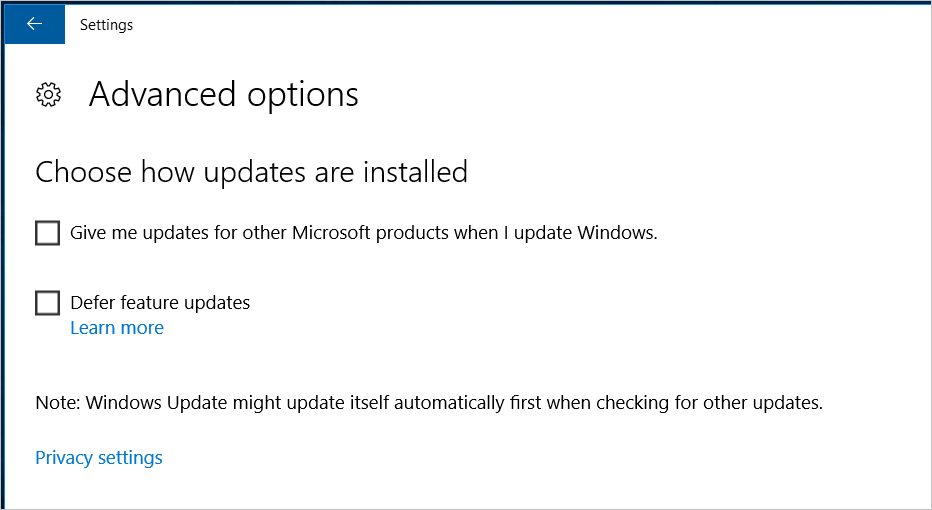 Settings
Advanced options
Choose how updates are installed
Give me updates for other Microsoft products when I update Windows.
Defer feature updates
Learn more
Note: Windows Update might update itself automatically first when checking for other updates.
Privacy settings